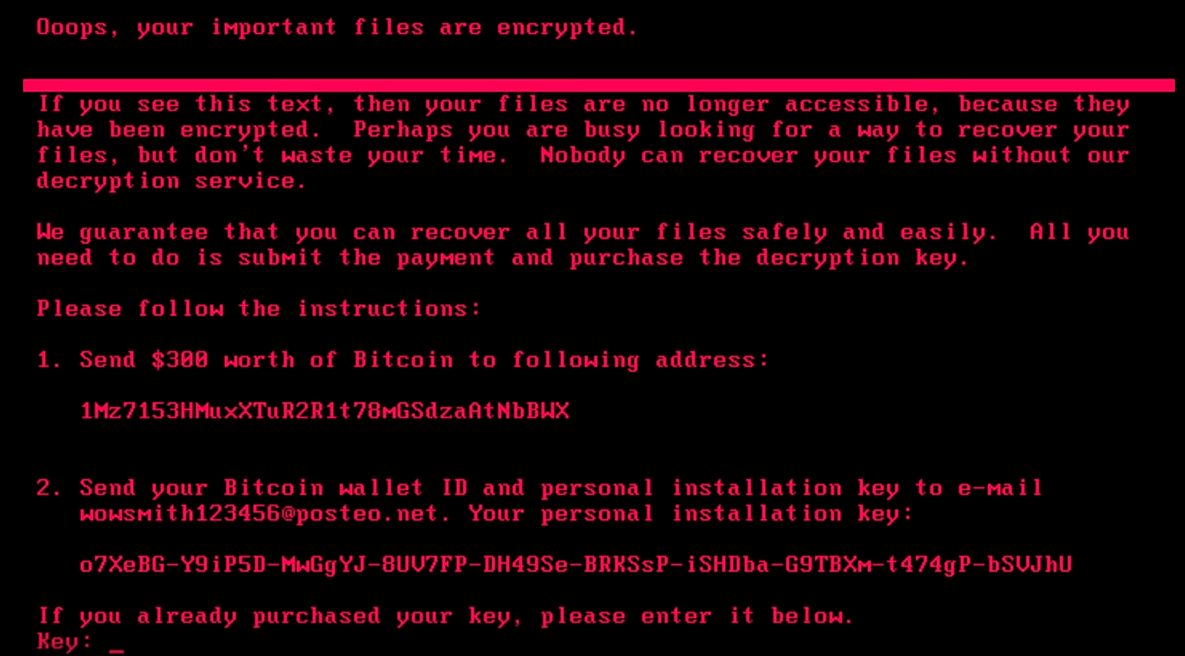 Ooops, your important files are encrypted.
If you see this text, then your files are no longer accessible, because they
have been encrypted.  Perhaps you are busy looking for a way to recover your
files, but don't waste your time.  Nobody can recover your files without our
decryption service.
We guarantee that you can recover all your files safely and easily.  All you
need to do is submit the payment and purchase the decryption key.
Please follow the instructions:
1. Send $300 worth of Bitcoin to following address:
1Mz7153HMuxXTuR2R1t78mGSdzaAtNbBWX
2. Send your Bitcoin wallet ID and personal installation key to e-mail
wowsmith123456@posteo.net. Your personal installation key:
o7XeBG-Y9iP5D-MwGgYJ-8UV7FP-DH49Se-BRKSsP-iSHDba-G9TBXm-t474gP-bSVJhU
If you already purchased your key, please enter it below.
Key: _